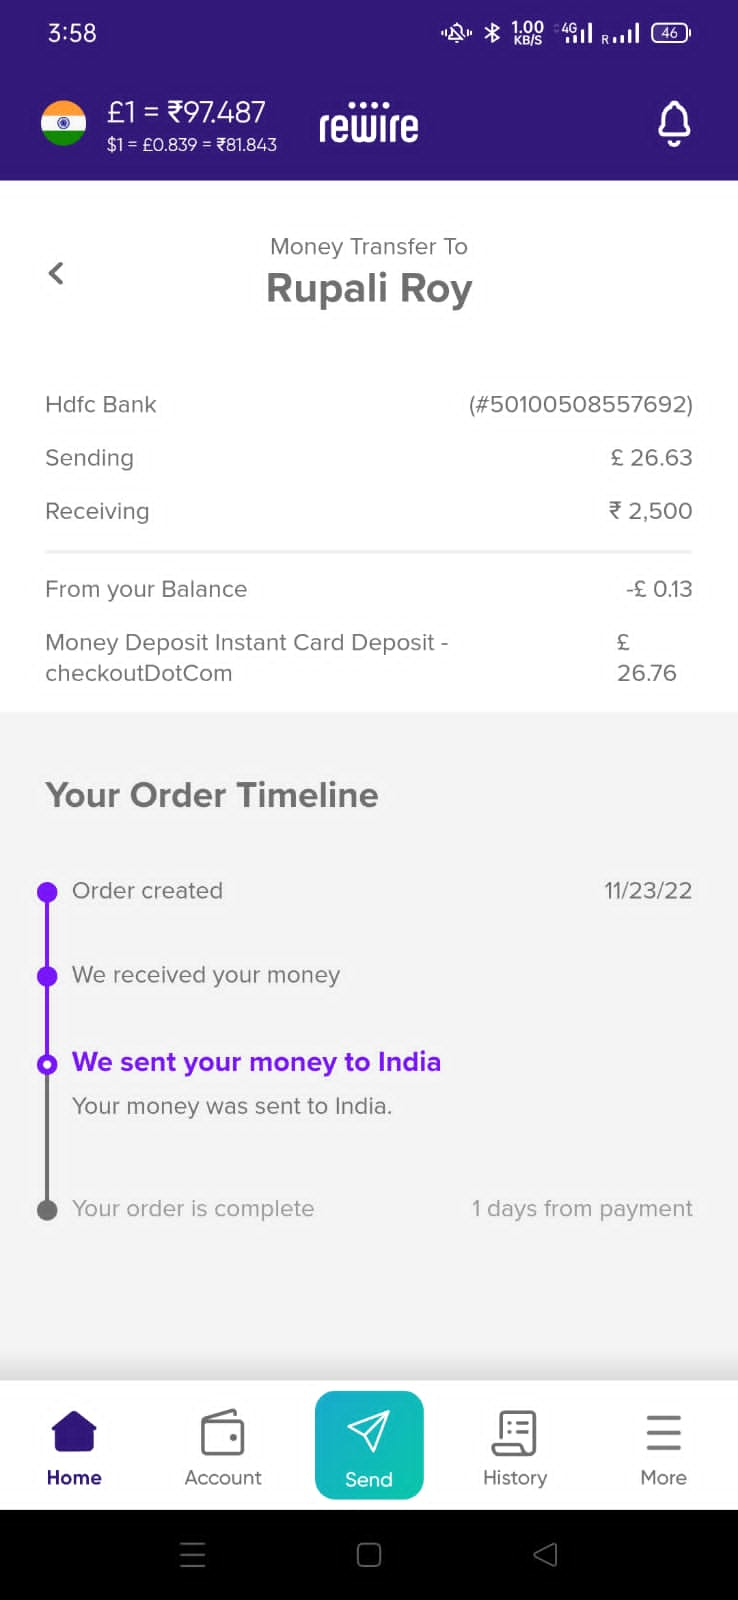 3:58
1.00
KB/S
4G
R
46
£1 = ₹97.487
$1 = £0.839 = ₹81.843
rewire
Money Transfer To
Rupali Roy
Hdfc Bank (#50100508557692)
Sending £ 26.63
Receiving ₹ 2,500
From your Balance -£ 0.13
Money Deposit Instant Card Deposit - £
checkoutDotCom 26.76
Your Order Timeline
Order created 11/23/22
We received your money
We sent your money to India
Your money was sent to India.
Your order is complete 1 days from payment
Home Account Send History More